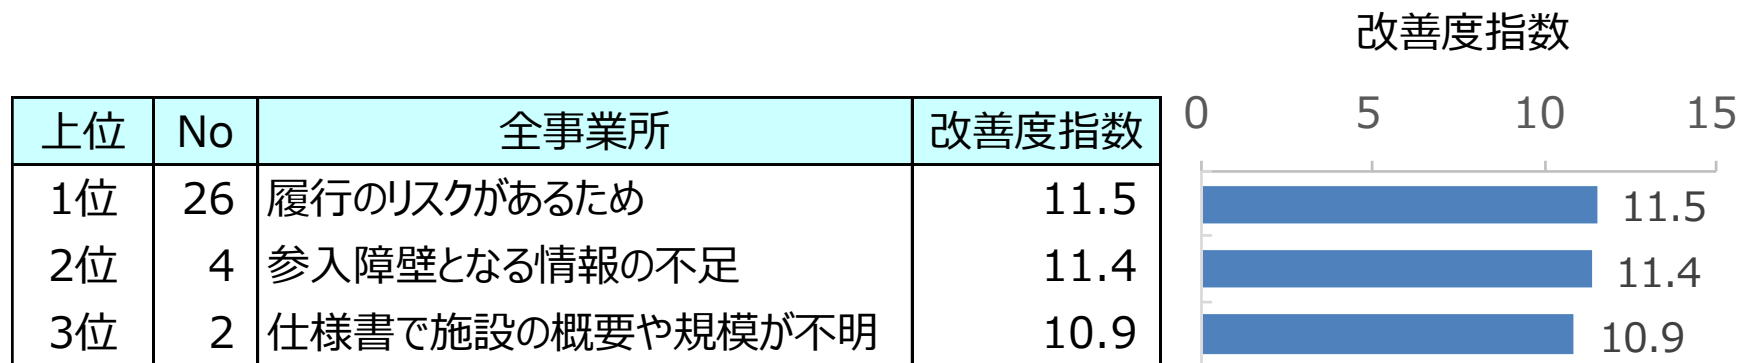 改善度指数
上位 No 全事業所 改善度指数 0 5 10 15
1位 26 履行のリスクがあるため 11.5 11.5
2位 4 参入障壁となる情報の不足 11.4 11.4
3位 2 仕様書で施設の概要や規模が不明 10.9 10.9